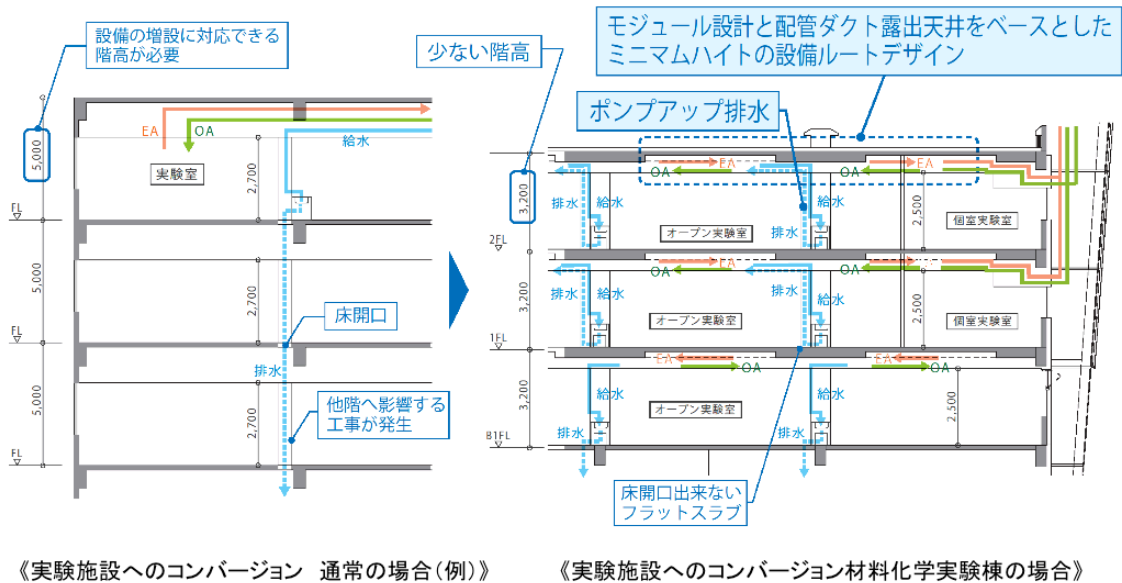 設備の増設に対応できる
階高が必要
少ない階高
モジュール設計と配管ダクト露出天井をベースとした
ミニマムハイトの設備ルートデザイン
ポンプアップ排水
EA
OA
給水
5,000
実験室
2,700
FL
5,000
2,700
FL
床開口
排水
5,000
2,700
他階へ影響する
工事が発生
FL
OA
EA
OA
EA
3,200
排水
給水
排水
給水
2,500
オープン実験室
個室実験室
2FL
OA
EA
OA
EA
3,200
排水
給水
排水
給水
2,500
オープン実験室
個室実験室
1FL
EA
OA
EA
OA
3,200
給水
給水
2,500
オープン実験室
排水
排水
B1FL
床開口出来ない
フラットスラブ
《実験施設へのコンバージョン 通常の場合(例)》
《実験施設へのコンバージョン材料化学実験棟の場合》